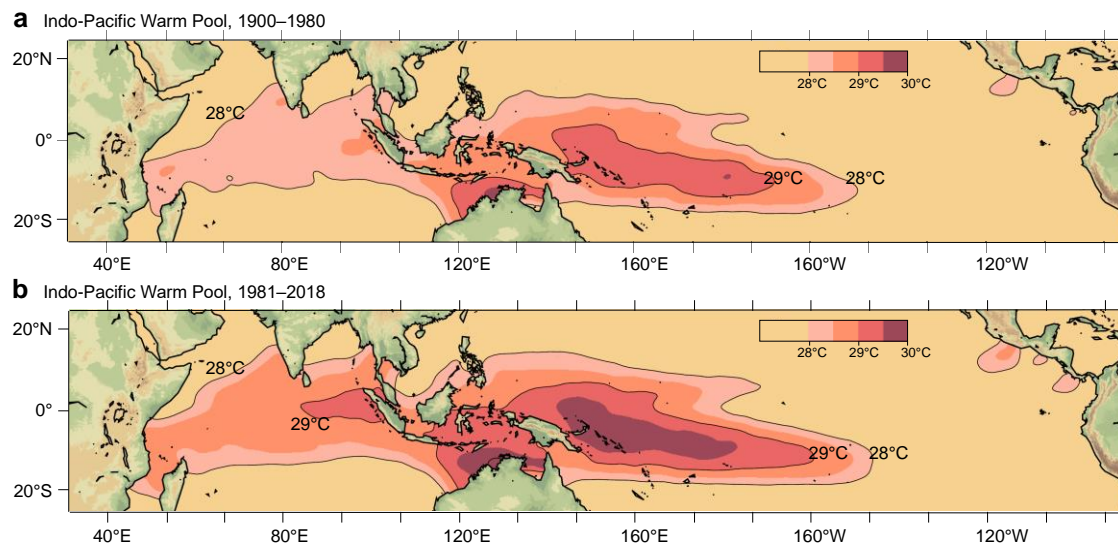 a Indo-Pacific Warm Pool, 1900–1980
20°N
0°
20°S
28°C 29°C 30°C
28°C
29°C
28°C
40°E 80°E 120°E 160°E 160°W 120°W
b Indo-Pacific Warm Pool, 1981–2018
20°N
0°
20°S
28°C 29°C 30°C
28°C
29°C
29°C
28°C
40°E 80°E 120°E 160°E 160°W 120°W